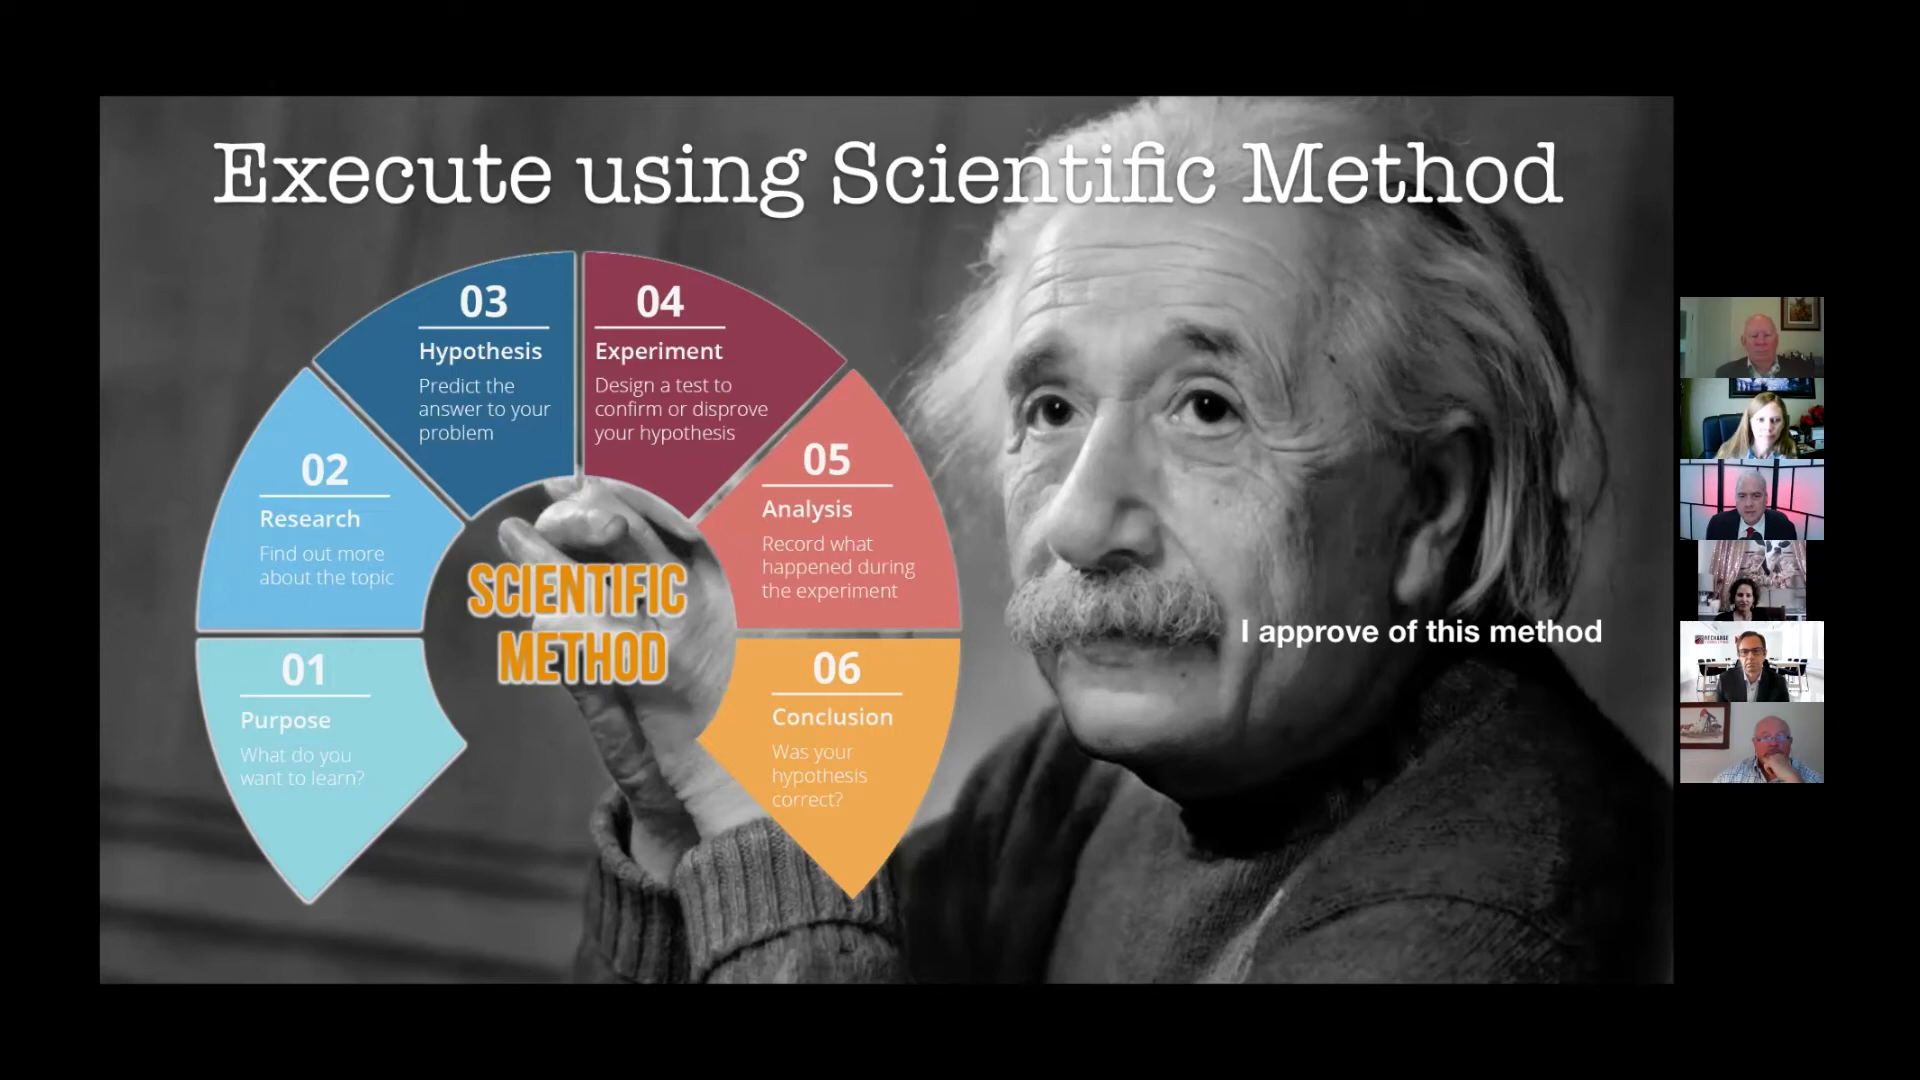 Execute using Scientific Method
01
Purpose
What do you
want to learn?
02
Research
Find out more
about the topic
03
Hypothesis
Predict the
answer to your
problem
04
Experiment
Design a test to
confirm or disprove
your hypothesis
05
Analysis
Record what
happened during
the experiment
06
Conclusion
Was your
hypothesis
correct?
SCIENTIFIC
METHOD
I approve of this method
RECHARGE